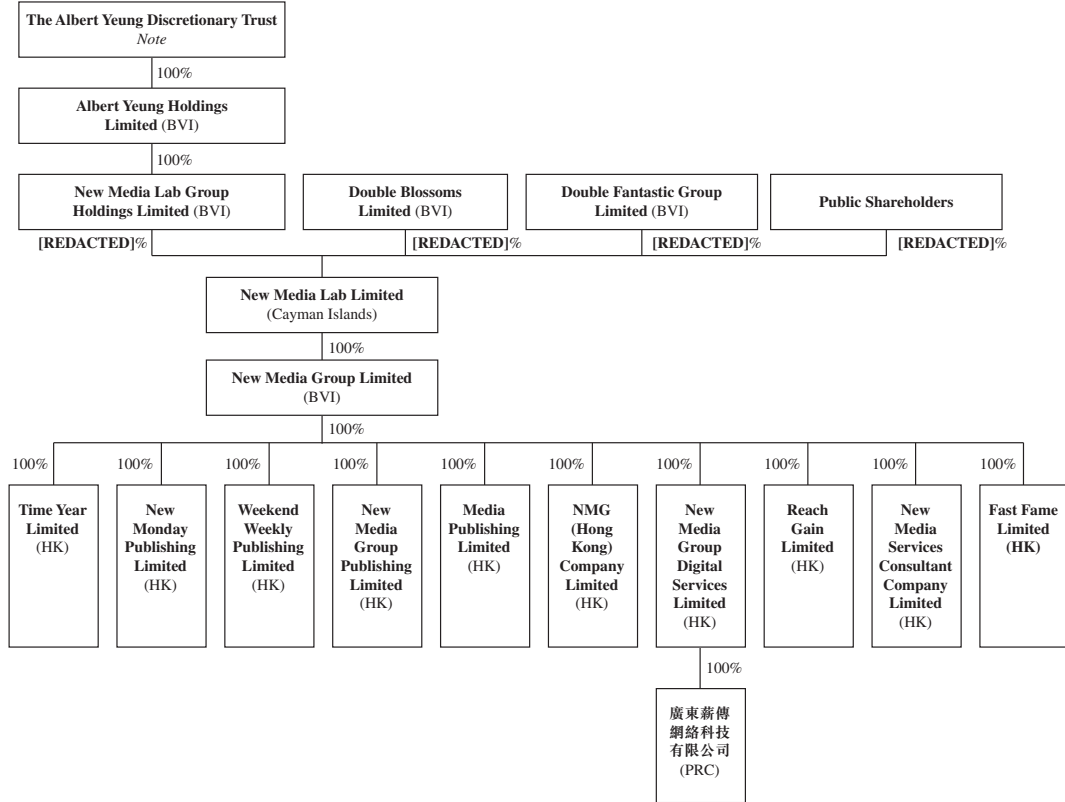 The Albert Yeung Discretionary Trust
Note
100%
Albert Yeung Holdings
Limited (BVI)
100%
New Media Lab Group
Holdings Limited (BVI)
Double Blossoms
Limited (BVI)
Double Fantastic Group
Limited (BVI)
Public Shareholders
[REDACTED]%
[REDACTED]%
[REDACTED]%
[REDACTED]%
New Media Lab Limited
(Cayman Islands)
100%
New Media Group Limited
(BVI)
100%
100%
100%
100%
100%
100%
100%
100%
100%
100%
100%
Time Year
Limited
(HK)
New
Monday
Publishing
Limited
(HK)
Weekend
Weekly
Publishing
Limited
(HK)
New
Media
Group
Publishing
Limited
(HK)
Media
Publishing
Limited
(HK)
NMG
(Hong
Kong)
Company
Limited
(HK)
New
Media
Group
Digital
Services
Limited
(HK)
Reach
Gain
Limited
(HK)
New
Media
Services
Consultant
Company
Limited
(HK)
Fast Fame
Limited
(HK)
100%
廣東薪傳
網絡科技
有限公司
(PRC)